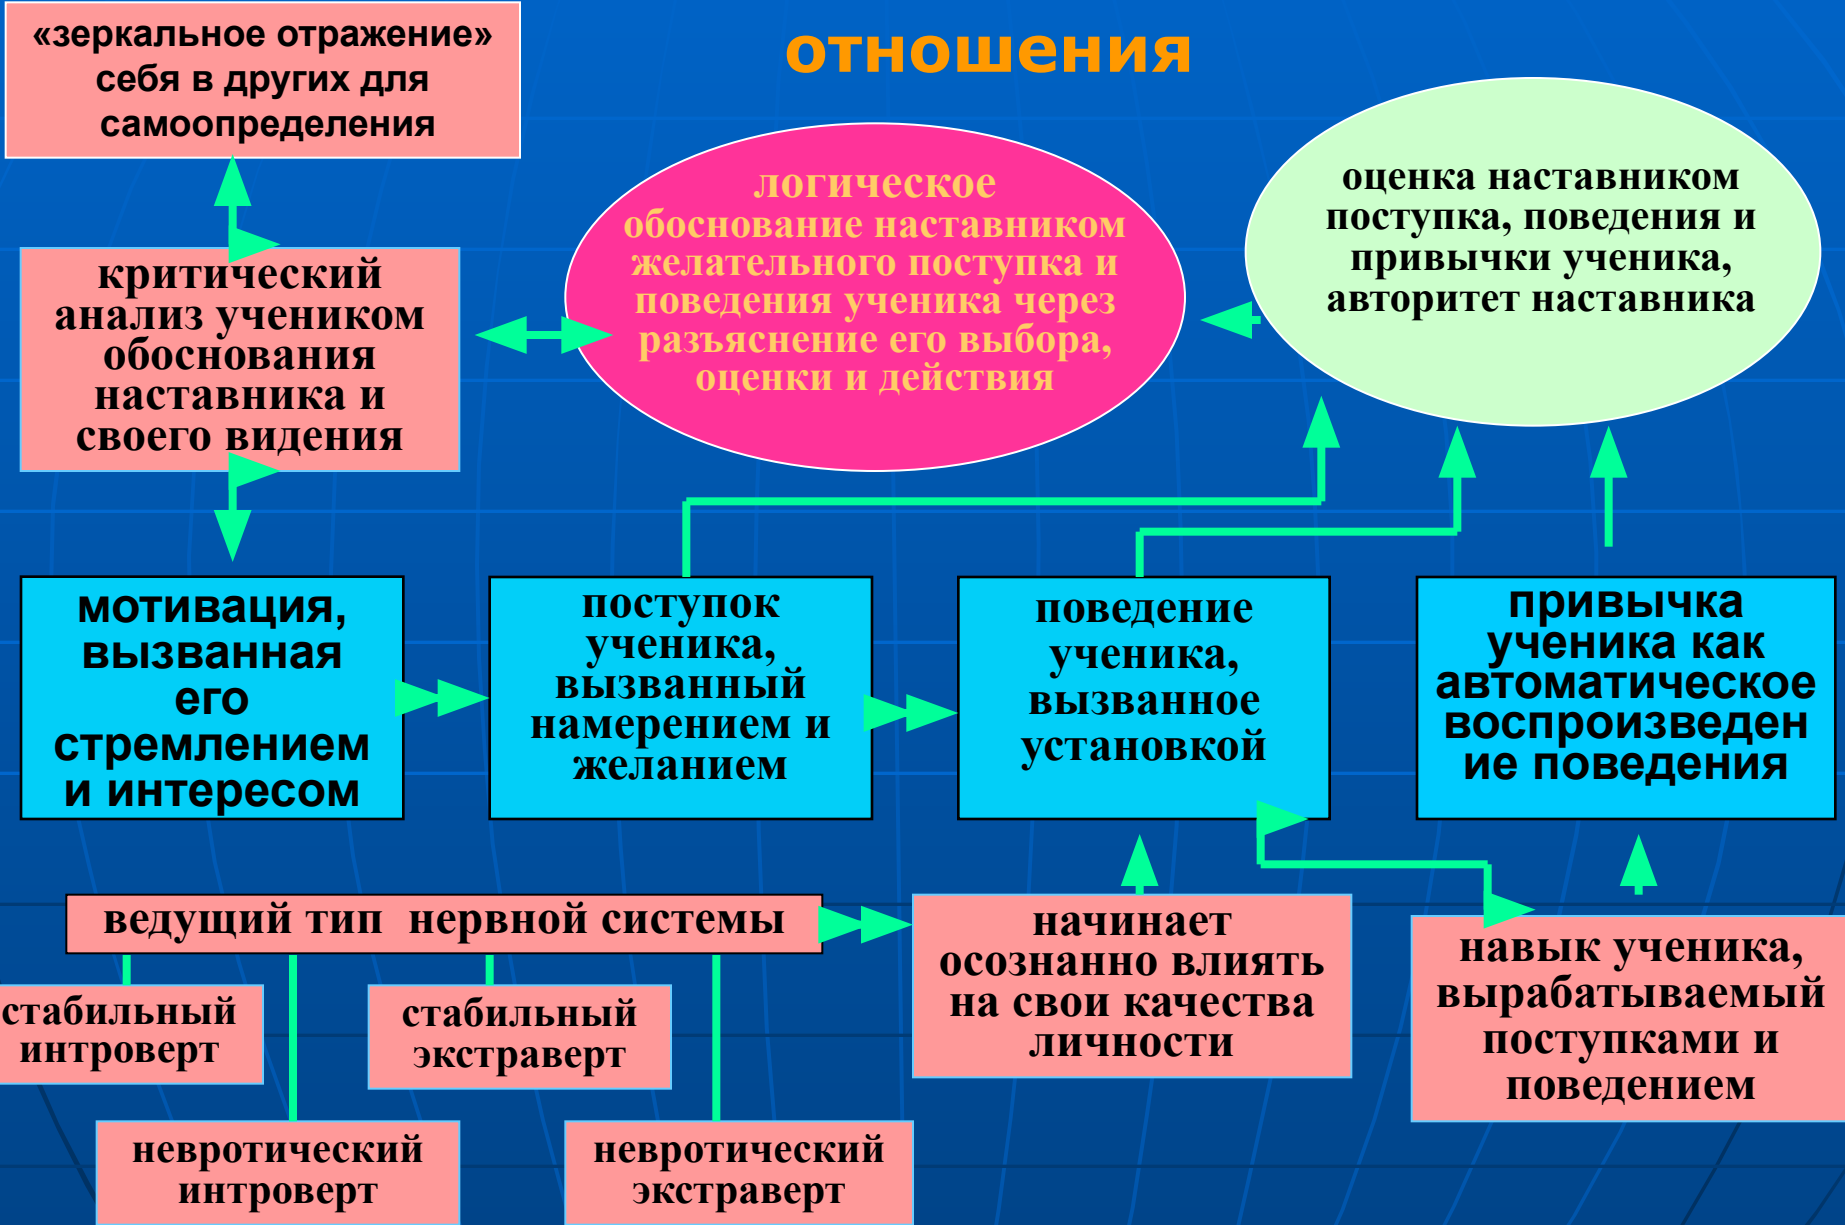 отношения
«зеркальное отражение»
себя в других для
самоопределения
логическое
обоснование наставником
желательного поступка и
поведения ученика через
разъяснение его выбора,
оценки и действия
оценка наставником
поступка, поведения и
привычки ученика,
авторитет наставника
критический
анализ учеником
обоснования
наставника и
своего видения
мотивация,
вызванная
его
стремлением
и интересом
поступок
ученика,
вызванный
намерением и
желанием
поведение
ученика,
вызванное
установкой
привычка
ученика как
автоматическое
воспроизведен
ие поведения
ведущий тип нервной системы
начинает
осознанно влиять
на свои качества
личности
навык ученика,
вырабатываемый
поступками и
поведением
стабильный
интроверт
стабильный
экстраверт
невротический
интроверт
невротический
экстраверт